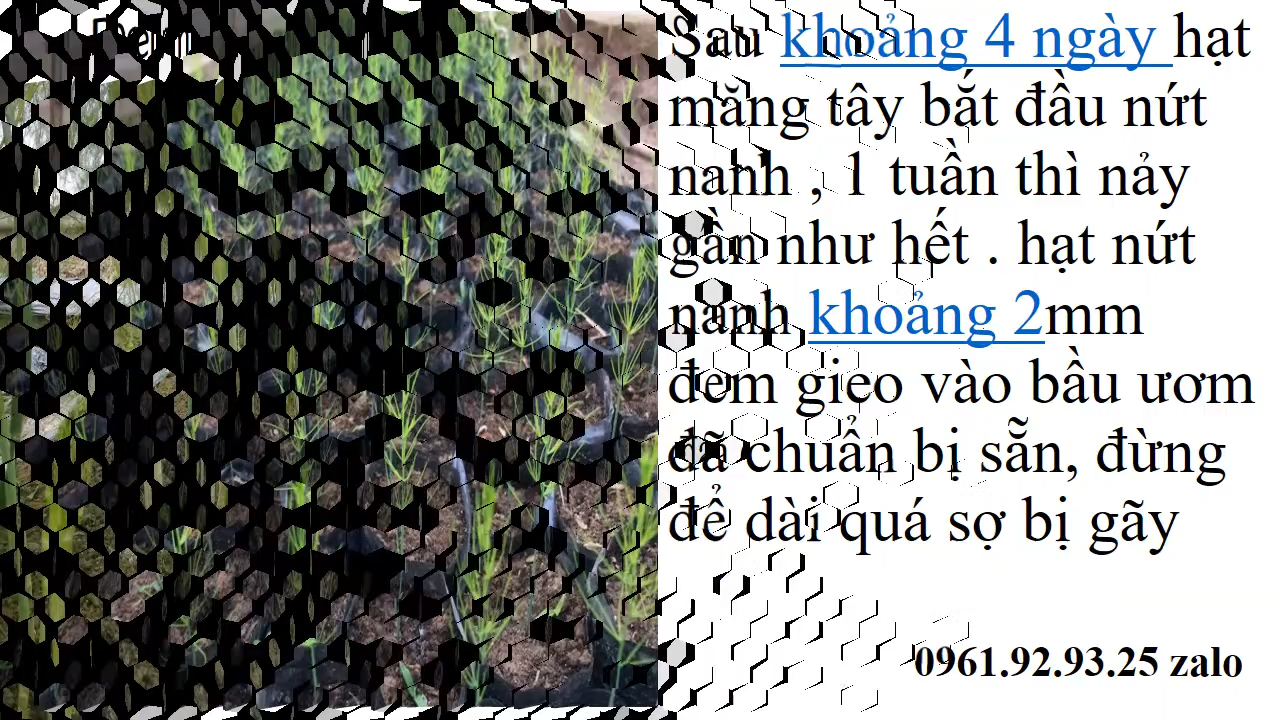 Sau khoảng 4 ngày hạt
măng tây bắt đầu nứt
nanh , 1 tuần thì nảy
gần như hết . hạt nứt
nanh khoảng 2mm
đem gieo vào bầu ươm
đã chuẩn bị sẵn, đừng
để dài quá sợ bị gãy
0961.92.93.25 zalo